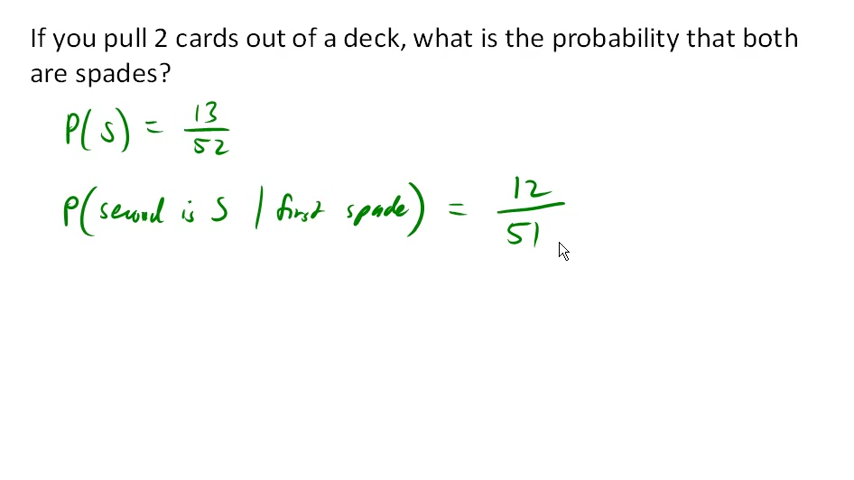 If you pull 2 cards out of a deck, what is the probability that both
are spades?
P(S) = 13/52
P(second is S | first spade) = 12/51